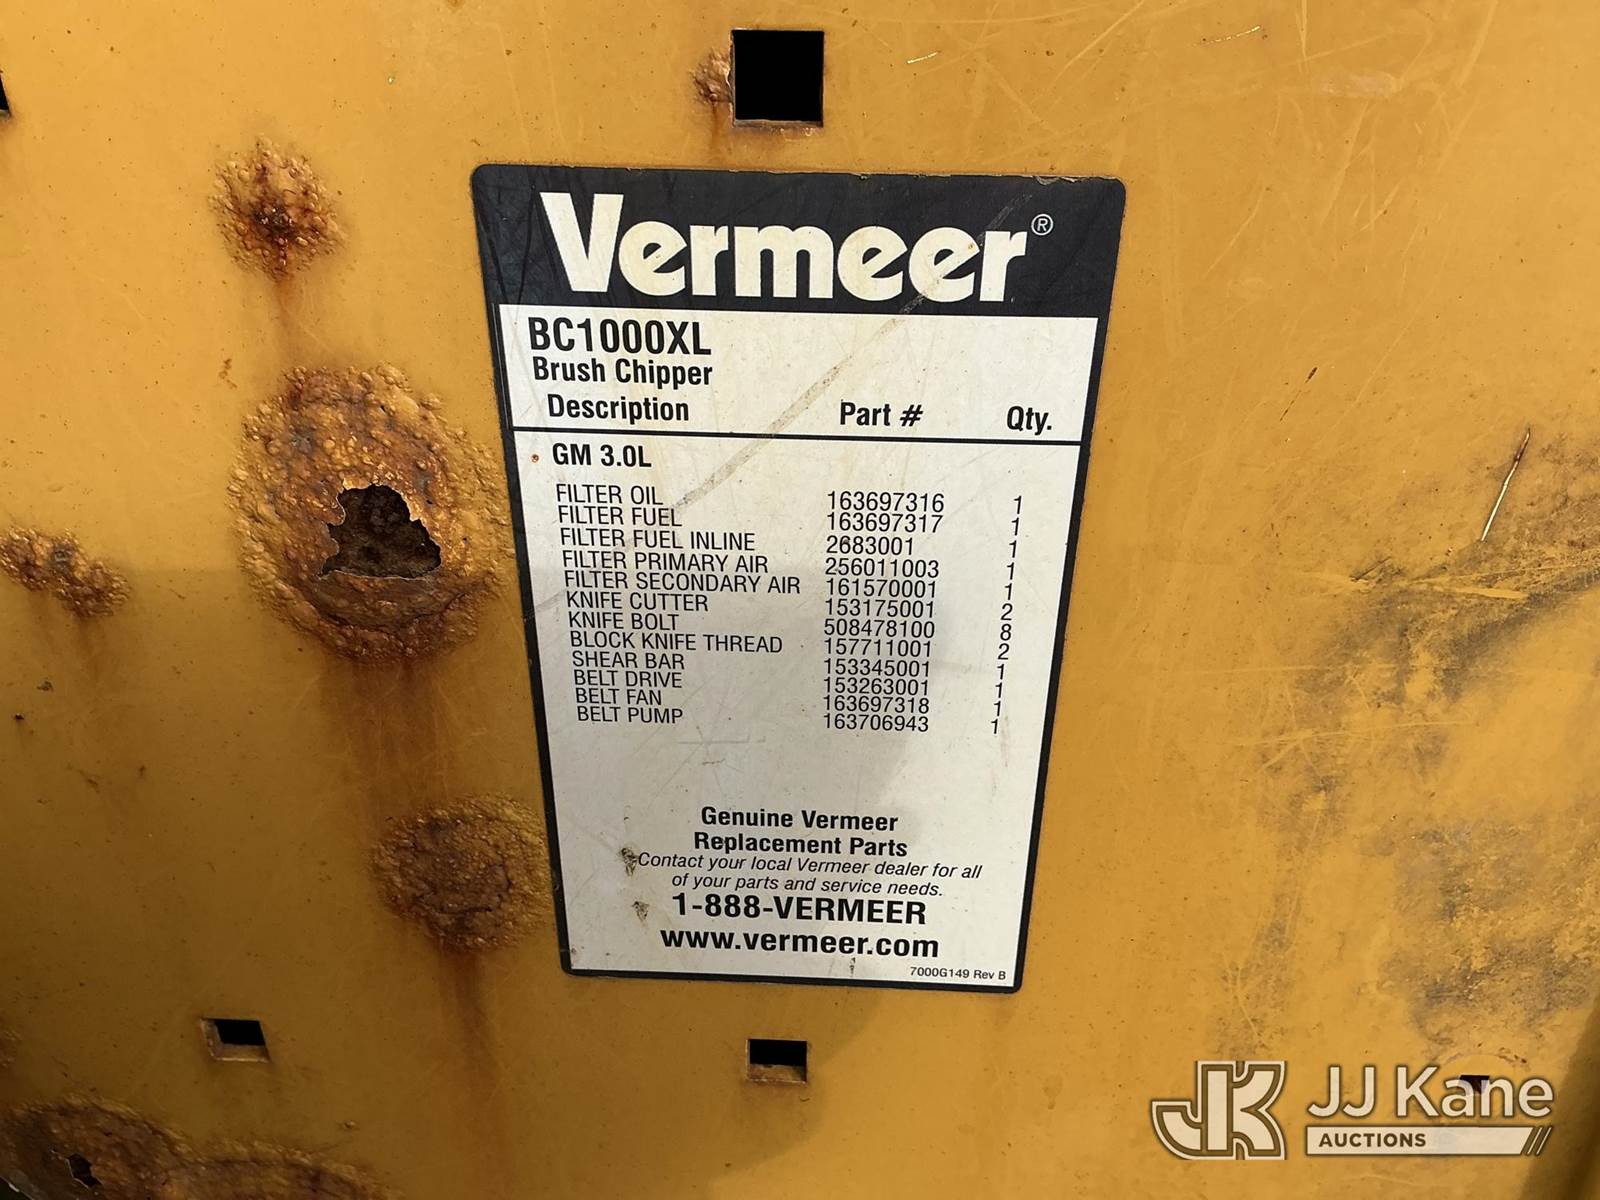 Vermeer®
BC1000XL
Brush Chipper
Description Part # Qty.
GM 3.0L
FILTER OIL 163697316 1
FILTER FUEL 163697317 1
FILTER FUEL INLINE 2683001 1
FILTER PRIMARY AIR 256011003 1
FILTER SECONDARY AIR 161570001 1
KNIFE CUTTER 153175001 2
KNIFE BOLT 508478100 8
BLOCK KNIFE THREAD 157711001 2
SHEAR BAR 153345001 1
BELT DRIVE 153263001 1
BELT FAN 163697318 1
BELT PUMP 163706943 1
Genuine Vermeer
Replacement Parts
Contact your local Vermeer dealer for all
of your parts and service needs.
1-888-VERMEER
www.vermeer.com
7000G149 Rev B
JK JJ Kane
AUCTIONS